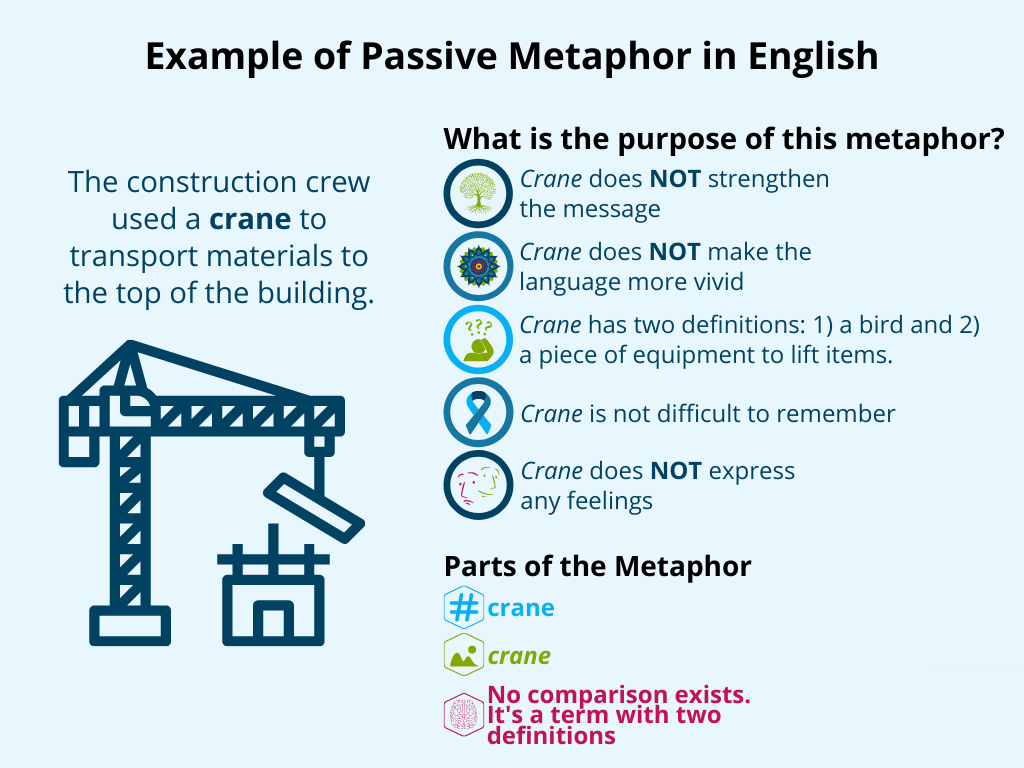 Example of Passive Metaphor in English
The construction crew
used a crane to
transport materials to
the top of the building.
What is the purpose of this metaphor?
Crane does NOT strengthen
the message
Crane does NOT make the
language more vivid
Crane has two definitions: 1) a bird and 2)
a piece of equipment to lift items.
Crane is not difficult to remember
Crane does NOT express
any feelings
Parts of the Metaphor
crane
crane
No comparison exists.
It's a term with two
definitions